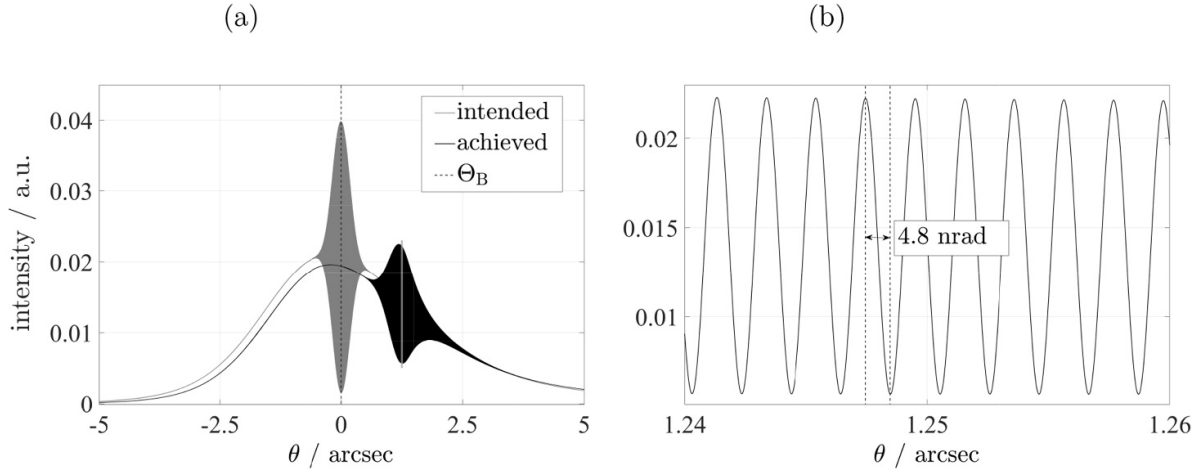 (a)
intensity / a.u.
0.04
0.03
0.02
0.01
0
-5
-2.5
0
2.5
5
θ / arcsec
intended
achieved
Θ_B
(b)
0.02
0.015
0.01
4.8 nrad
1.24
1.25
1.26
θ / arcsec